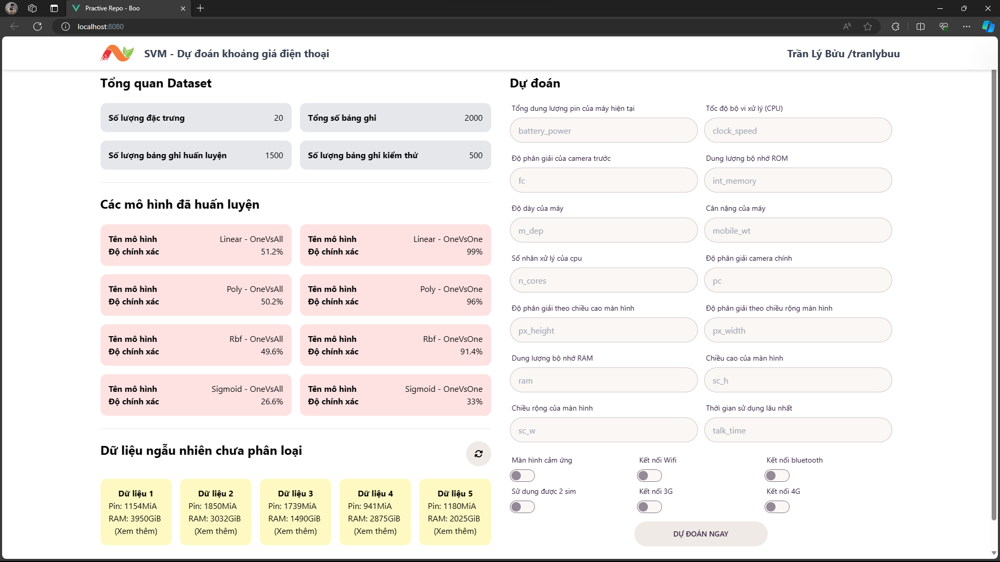 Practive Repo - Boo
localhost:8080
SVM - Dự đoán khoảng giá điện thoại
Trần Lý Bửu /tranlybuu
Tổng quan Dataset
Số lượng đặc trưng 20
Tổng số bảng ghi 2000
Số lượng bảng ghi huấn luyện 1500
Số lượng bảng ghi kiểm thử 500
Các mô hình đã huấn luyện
Tên mô hình Linear - OneVsAll
Độ chính xác 51.2%
Tên mô hình Linear - OneVsOne
Độ chính xác 99%
Tên mô hình Poly - OneVsAll
Độ chính xác 50.2%
Tên mô hình Poly - OneVsOne
Độ chính xác 96%
Tên mô hình Rbf - OneVsAll
Độ chính xác 49.6%
Tên mô hình Rbf - OneVsOne
Độ chính xác 91.4%
Tên mô hình Sigmoid - OneVsAll
Độ chính xác 26.6%
Tên mô hình Sigmoid - OneVsOne
Độ chính xác 33%
Dữ liệu ngẫu nhiên chưa phân loại
Dữ liệu 1
Pin: 1154MiA
RAM: 3950GiB
(Xem thêm)
Dữ liệu 2
Pin: 1850MiA
RAM: 3032GiB
(Xem thêm)
Dữ liệu 3
Pin: 1739MiA
RAM: 1490GiB
(Xem thêm)
Dữ liệu 4
Pin: 941MiA
RAM: 2875GiB
(Xem thêm)
Dữ liệu 5
Pin: 1180MiA
RAM: 2025GiB
(Xem thêm)
Dự đoán
Tổng dung lượng pin của máy hiện tại
battery_power
Tốc độ bộ vi xử lý (CPU)
clock_speed
Độ phân giải của camera trước
fc
Dung lượng bộ nhớ ROM
int_memory
Độ dày của máy
m_dep
Cân nặng của máy
mobile_wt
Số nhân xử lý của cpu
n_cores
Độ phân giải camera chính
pc
Độ phân giải theo chiều cao màn hình
px_height
Độ phân giải theo chiều rộng màn hình
px_width
Dung lượng bộ nhớ RAM
ram
Chiều cao của màn hình
sc_h
Chiều rộng của màn hình
sc_w
Thời gian sử dụng lâu nhất
talk_time
Màn hình cảm ứng
Kết nối Wifi
Kết nối bluetooth
Sử dụng được 2 sim
Kết nối 3G
Kết nối 4G
DỰ ĐOÁN NGAY